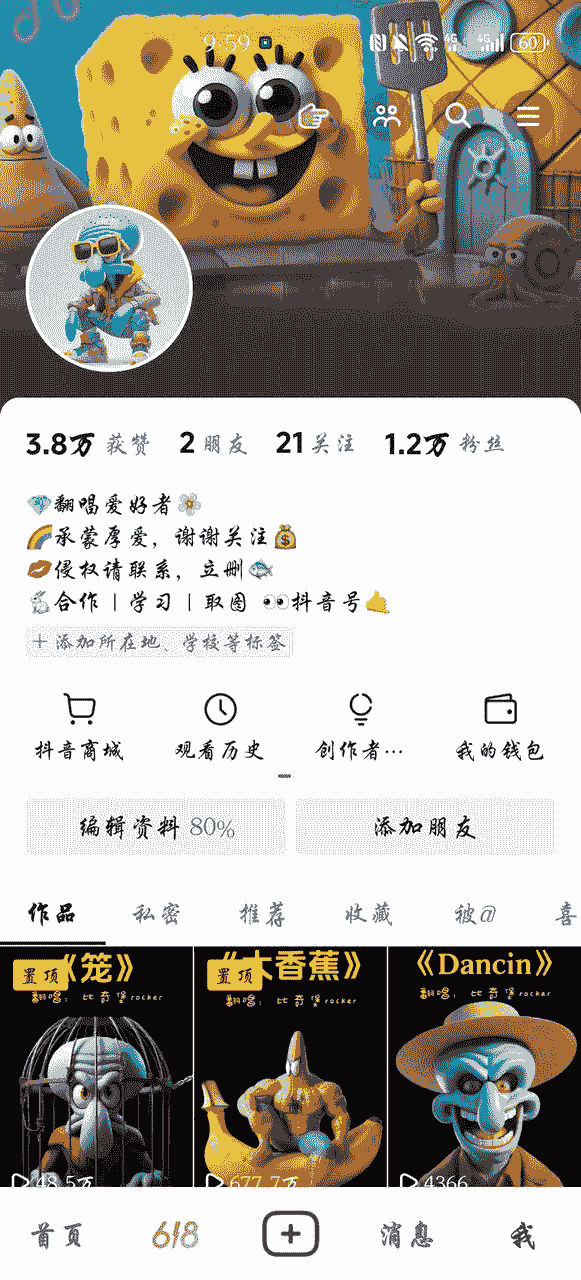 9:59 4G 4G 60
3.8万 获赞 2 朋友 21 关注 1.2万 粉丝
翻唱爱好者
承蒙厚爱，谢谢关注
侵权请联系，立删
合作 | 学习 | 取图 抖音号
+ 添加所在地、学校等标签
抖音商城 观看历史 创作者… 我的钱包
编辑资料 80% 添加朋友
作品 私密 推荐 收藏 被@ 喜
置顶 《笼》 置顶 大香蕉》 《Dancin》
翻唱：比奇堡rocker 翻唱：比奇堡rocker 翻唱：比奇堡rocker
48.5万 677.7万 4366
首页 618 消息 我